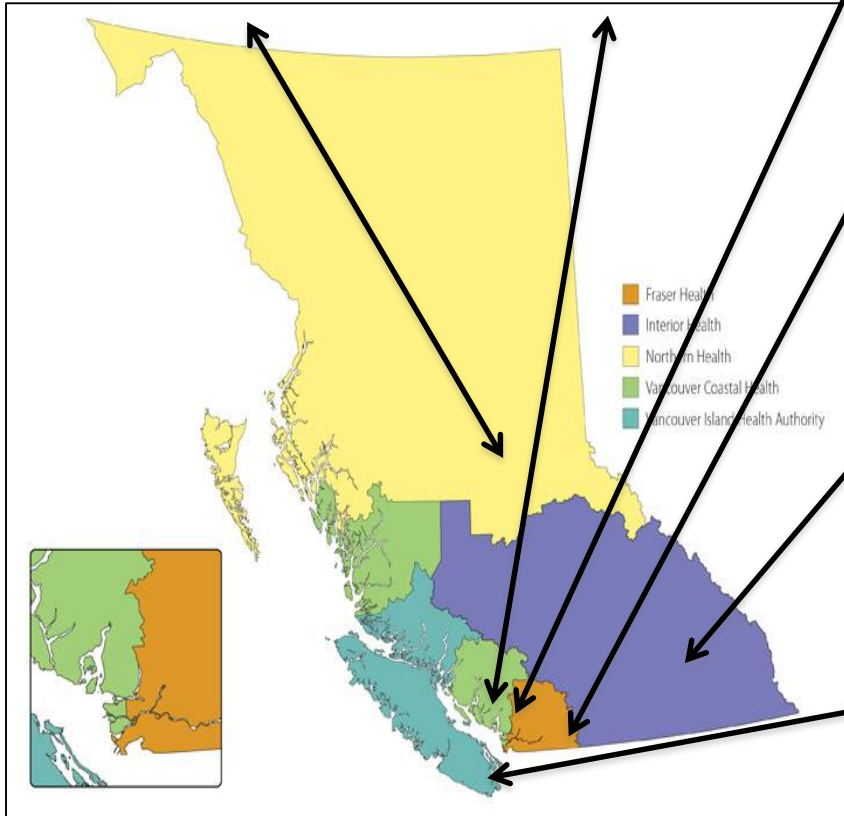 Fraser Health
Interior Health
Northern Health
Vancouver Coastal Health
Vancouver Island Health Authority